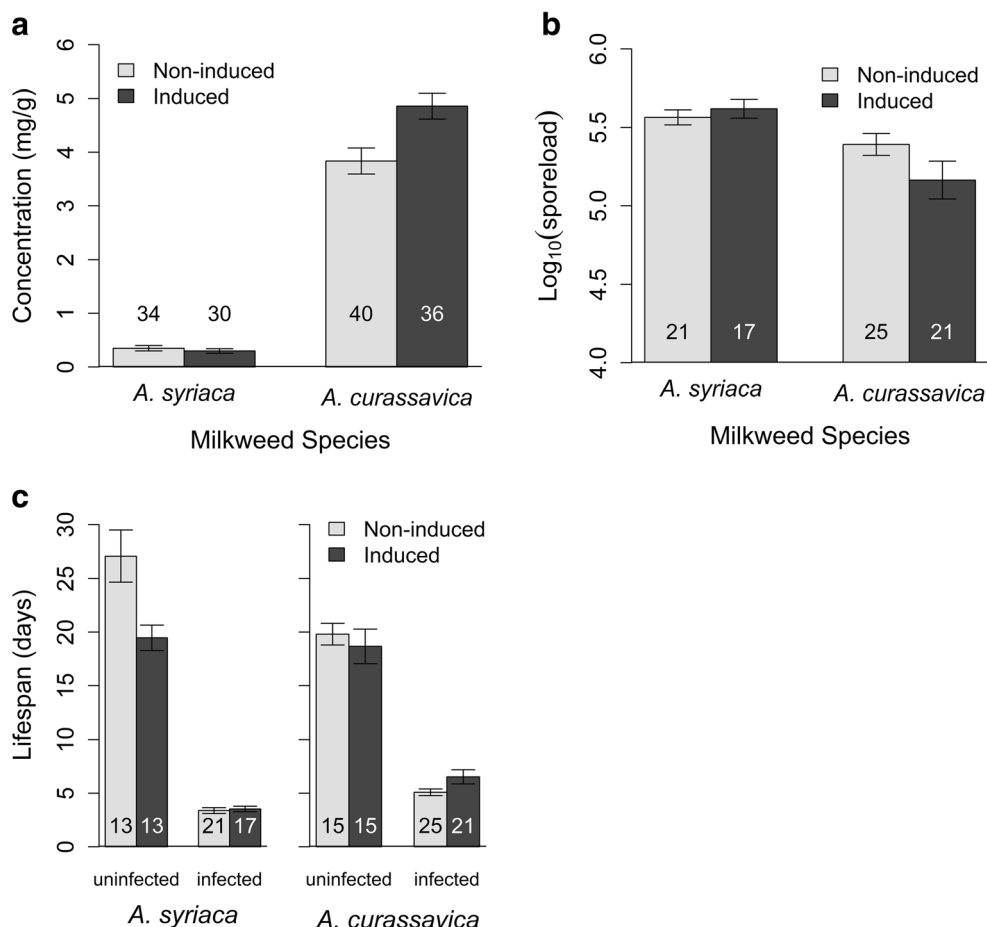 a
Concentration (mg/g)
6
5
4
3
2
1
0
Non-induced
Induced
34 30 40 36
A. syriaca A. curassavica
Milkweed Species
b
Log10(sporeload)
6.0
5.5
5.0
4.5
4.0
Non-induced
Induced
21 17 25 21
A. syriaca A. curassavica
Milkweed Species
c
Lifespan (days)
30
25
20
15
10
5
0
Non-induced
Induced
13 13 21 17 15 15 25 21
uninfected infected uninfected infected
A. syriaca A. curassavica